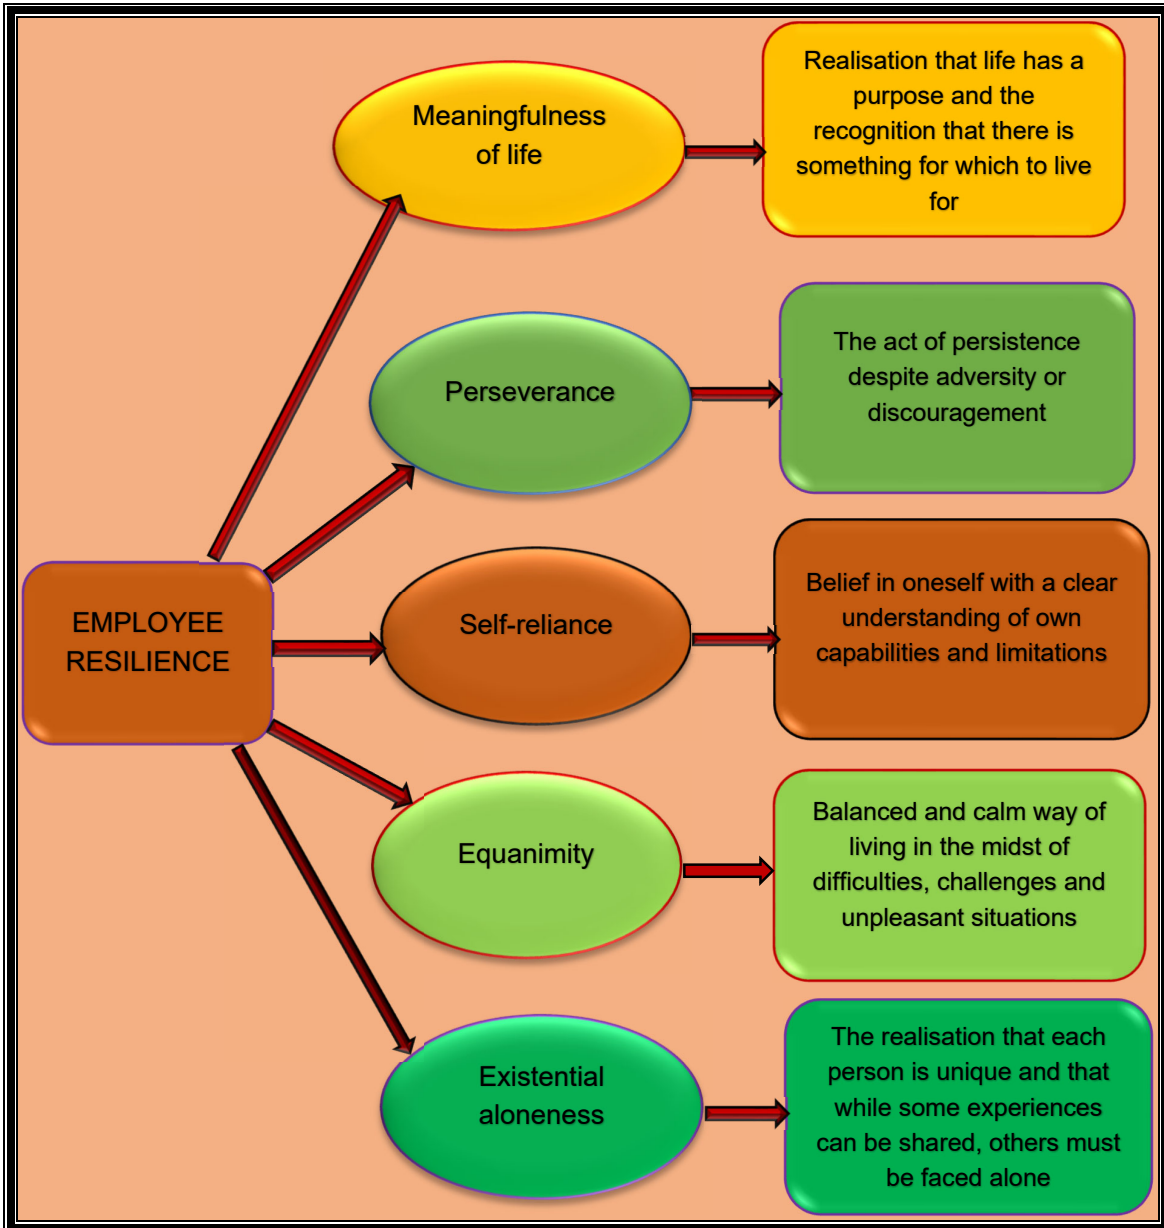 Meaningfulness
of life
Realisation that life has a
purpose and the
recognition that there is
something for which to live
for
Perseverance
The act of persistence
despite adversity or
discouragement
EMPLOYEE
RESILIENCE
Self-reliance
Belief in oneself with a clear
understanding of own
capabilities and limitations
Equanimity
Balanced and calm way of
living in the midst of
difficulties, challenges and
unpleasant situations
Existential
aloneness
The realisation that each
person is unique and that
while some experiences
can be shared, others must
be faced alone